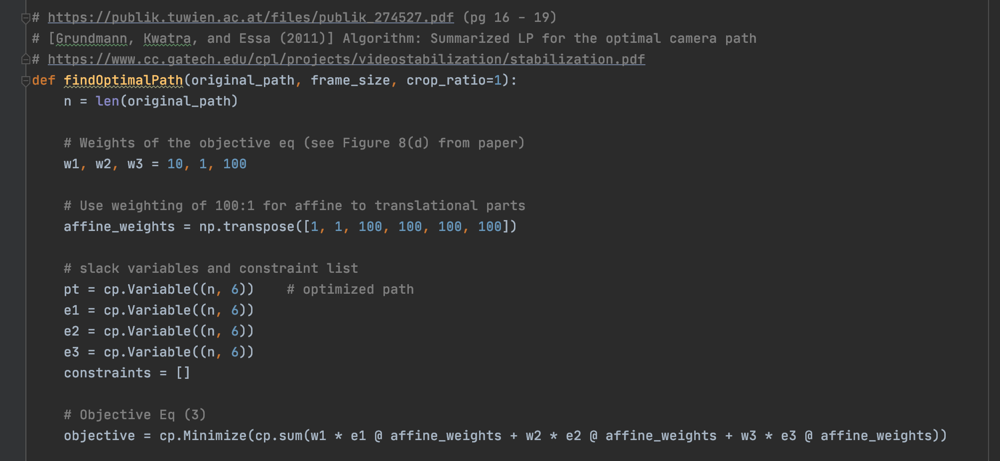 # https://publik.tuwien.ac.at/files/publik_274527.pdf (pg 16 - 19)
# [Grundmann, Kwatra, and Essa (2011)] Algorithm: Summarized LP for the optimal camera path
# https://www.cc.gatech.edu/cpl/projects/videostabilization/stabilization.pdf
def findOptimalPath(original_path, frame_size, crop_ratio=1):
    n = len(original_path)

    # Weights of the objective eq (see Figure 8(d) from paper)
    w1, w2, w3 = 10, 1, 100

    # Use weighting of 100:1 for affine to translational parts
    affine_weights = np.transpose([1, 1, 100, 100, 100, 100])

    # slack variables and constraint list
    pt = cp.Variable((n, 6))    # optimized path
    e1 = cp.Variable((n, 6))
    e2 = cp.Variable((n, 6))
    e3 = cp.Variable((n, 6))
    constraints = []

    # Objective Eq (3)
    objective = cp.Minimize(cp.sum(w1 * e1 @ affine_weights + w2 * e2 @ affine_weights + w3 * e3 @ affine_weights))